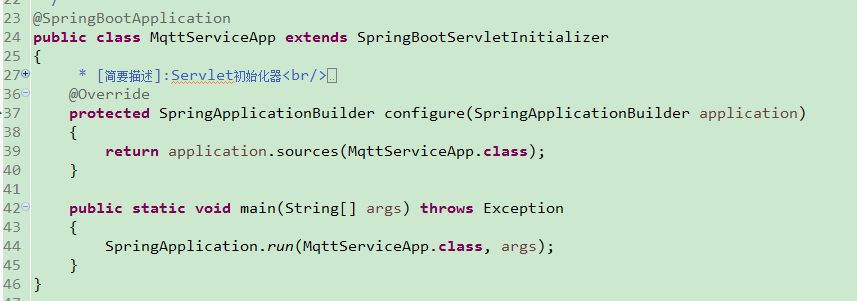 23 @SpringBootApplication
24 public class MqttServiceApp extends SpringBootServletInitializer
25 {
27 * [简要描述]:Servlet初始化器<br/>
36 @Override
37 protected SpringApplicationBuilder configure(SpringApplicationBuilder application)
38 {
39 return application.sources(MqttServiceApp.class);
40 }
41
42 public static void main(String[] args) throws Exception
43 {
44 SpringApplication.run(MqttServiceApp.class, args);
45 }
46 }